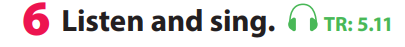 6 Listen and sing. TR: 5.11